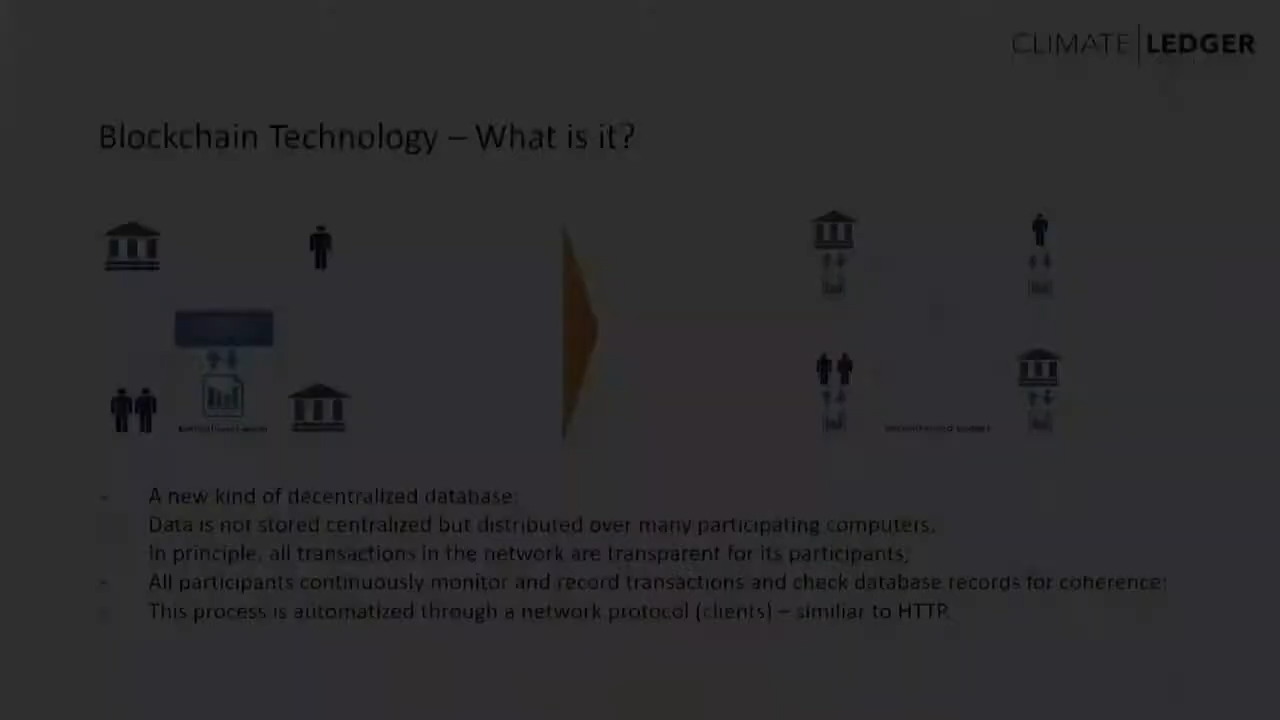 CLIMATE LEDGER
Blockchain Technology – What is it?
A new kind of decentralized database:
Data is not stored centralized but distributed over many participating computers.
In principle, all transactions in the network are transparent for its participants;
All participants continuously monitor and record transactions and check database records for coherence;
This process is automatized through a network protocol (clients) – similiar to HTTP.